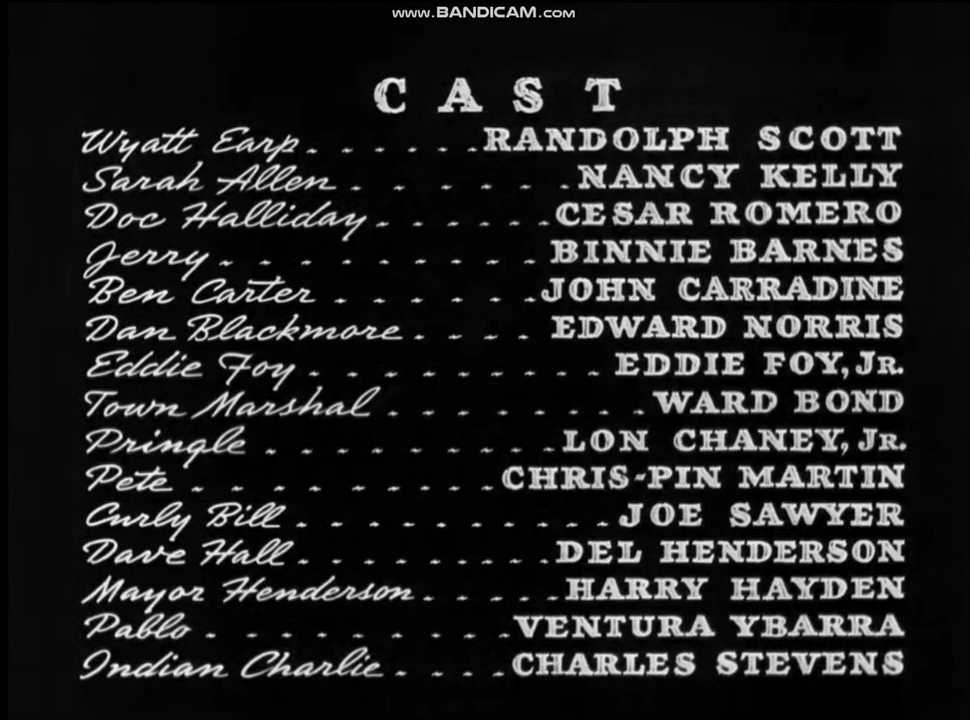 www.BANDICAM.com
CAST
Wyatt Earp. . . . . . RANDOLPH SCOTT
Sarah Allen . . . . . . . NANCY KELLY
Doc Halliday . . . . . . CESAR ROMERO
Jerry . . . . . . . . . . BINNIE BARNES
Ben Carter . . . . . . JOHN CARRADINE
Dan Blackmore . . . . EDWARD NORRIS
Eddie Foy . . . . . . . . . EDDIE FOY, JR.
Town Marshal . . . . . . . . WARD BOND
Pringle . . . . . . . . . LON CHANEY, JR.
Pete . . . . . . . . . CHRIS-PIN MARTIN
Curly Bill . . . . . . . . . . . JOE SAWYER
Dave Hall . . . . . . . . . DEL HENDERSON
Mayor Henderson . . . . . HARRY HAYDEN
Pablo . . . . . . . . . VENTURA YBARRA
Indian Charlie . . . . CHARLES STEVENS